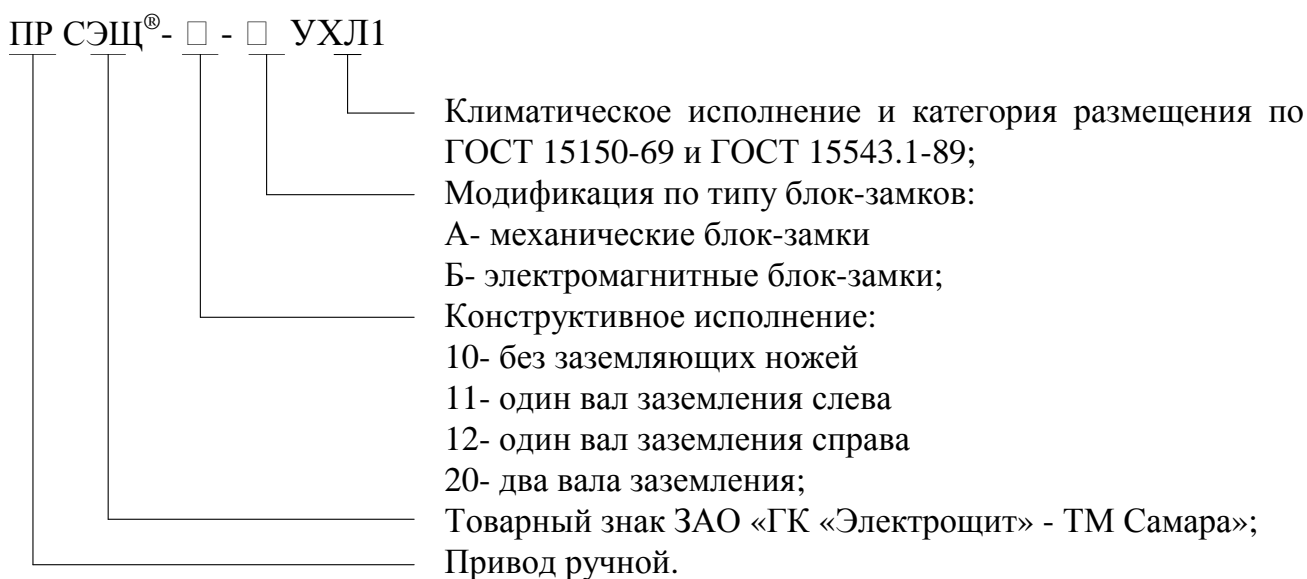 ПР СЭЩ®- □ - □ УХЛ1
Климатическое исполнение и категория размещения по
ГОСТ 15150-69 и ГОСТ 15543.1-89;
Модификация по типу блок-замков:
А- механические блок-замки
Б- электромагнитные блок-замки;
Конструктивное исполнение:
10- без заземляющих ножей
11- один вал заземления слева
12- один вал заземления справа
20- два вала заземления;
Товарный знак ЗАО «ГК «Электрощит» - ТМ Самара»;
Привод ручной.